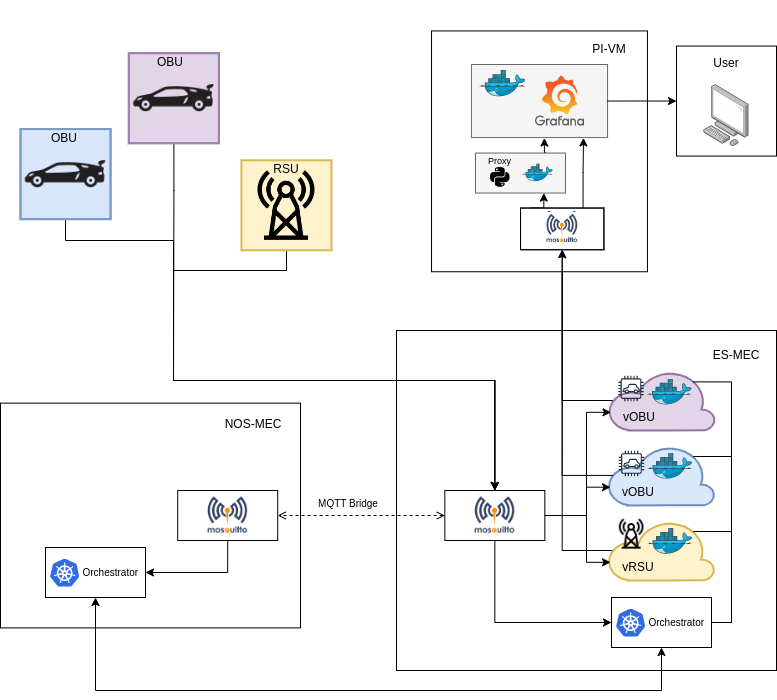 OBU
OBU
RSU
PI-VM
Grafana
Proxy
mosquitto
User
ES-MEC
vOBU
vOBU
vRSU
Orchestrator
mosquitto
MQTT Bridge
NOS-MEC
mosquitto
Orchestrator